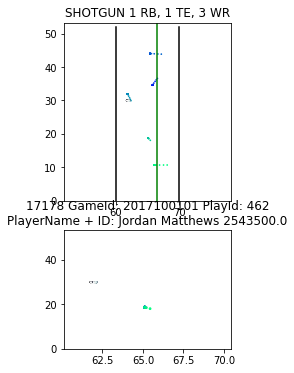 SHOTGUN 1 RB, 1 TE, 3 WR
50
40
30
20
10
0
60 70
17178 GameId: 2017100101 PlayId: 462
PlayerName + ID: Jordan Matthews 2543500.0
40
20
0
62.5 65.0 67.5 70.0